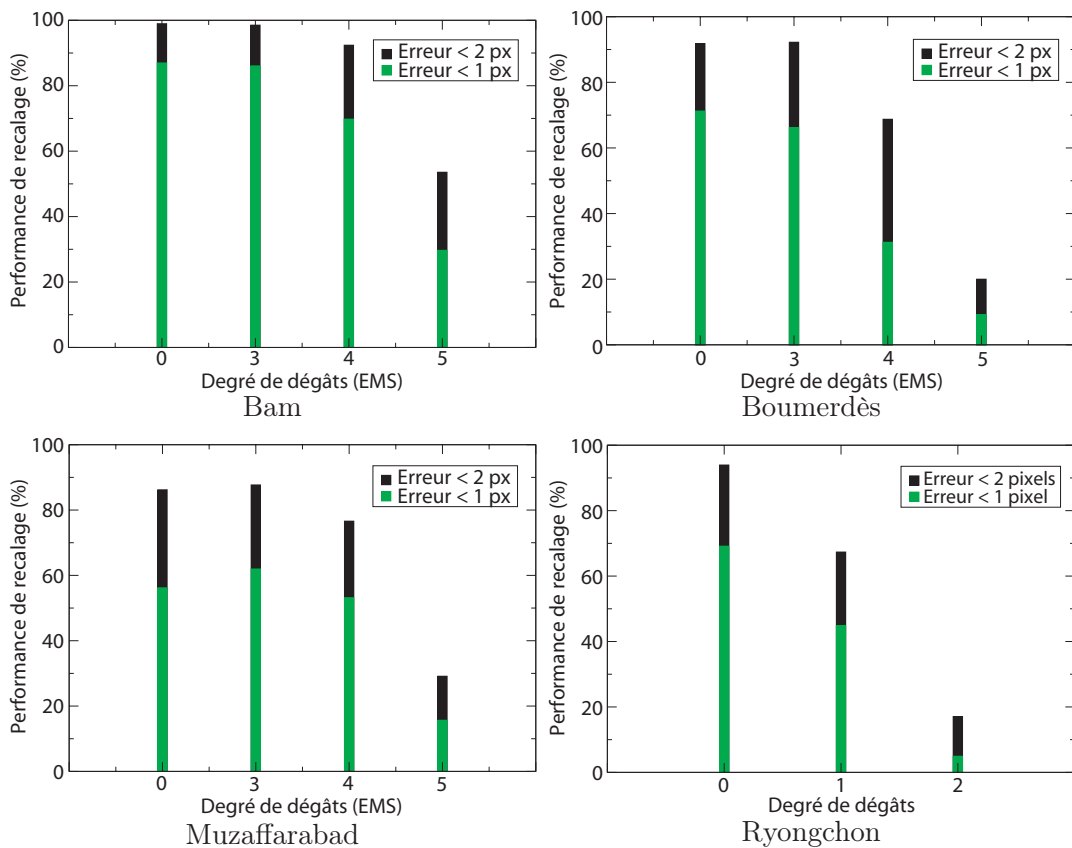 100
80
60
40
20
0
Performance de recalage (%)
Erreur < 2 px
Erreur < 1 px
0 3 4 5
Degré de dégâts (EMS)
Bam
100
80
60
40
20
0
Performance de recalage (%)
Erreur < 2 px
Erreur < 1 px
0 3 4 5
Degré de dégâts (EMS)
Boumerdès
100
80
60
40
20
0
Performance de recalage (%)
Erreur < 2 px
Erreur < 1 px
0 3 4 5
Degré de dégâts (EMS)
Muzaffarabad
100
80
60
40
20
0
Performance de recalage (%)
Erreur < 2 pixels
Erreur < 1 pixel
0 1 2
Degré de dégâts
Ryongchon